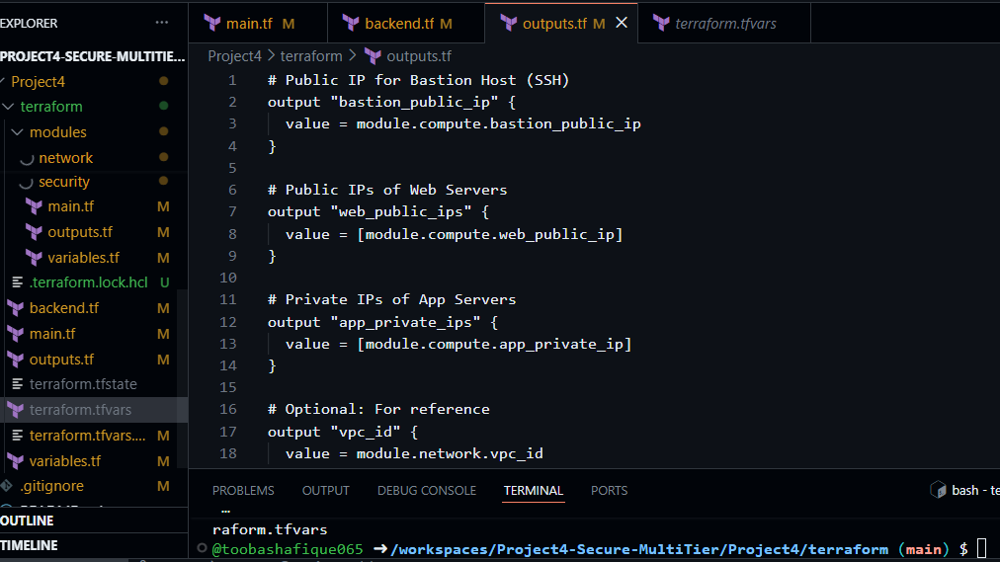 EXPLORER
PROJECT4-SECURE-MULTITIE...
Project4
terraform
modules
network
security
main.tf M
outputs.tf M
variables.tf M
.terraform.lock.hcl U
backend.tf M
main.tf M
outputs.tf M
terraform.tfstate
terraform.tfvars
terraform.tfvars.... M
variables.tf M
.gitignore M
OUTLINE
TIMELINE
main.tf M
backend.tf M
outputs.tf M
terraform.tfvars
Project4 > terraform > outputs.tf
1 # Public IP for Bastion Host (SSH)
2 output "bastion_public_ip" {
3 value = module.compute.bastion_public_ip
4 }
5
6 # Public IPs of Web Servers
7 output "web_public_ips" {
8 value = [module.compute.web_public_ip]
9 }
10
11 # Private IPs of App Servers
12 output "app_private_ips" {
13 value = [module.compute.app_private_ip]
14 }
15
16 # Optional: For reference
17 output "vpc_id" {
18 value = module.network.vpc_id
PROBLEMS OUTPUT DEBUG CONSOLE TERMINAL PORTS
bash - te
…
raform.tfvars
@toobashafique065 ➜/workspaces/Project4-Secure-MultiTier/Project4/terraform (main) $